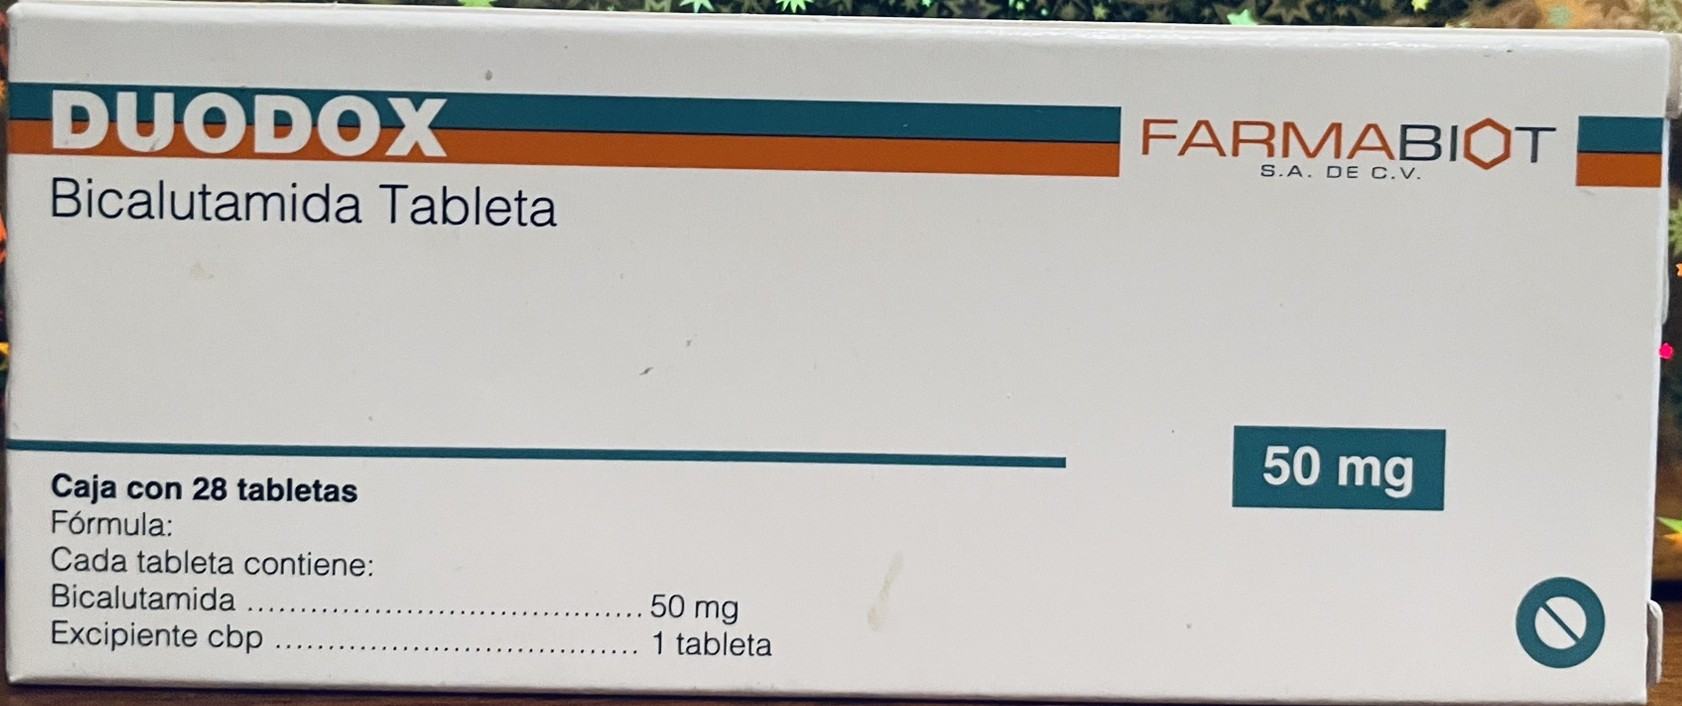 DUODOX
FARMABIOT
S.A. DE C.V.
Bicalutamida Tableta
50 mg
Caja con 28 tabletas
Fórmula:
Cada tableta contiene:
Bicalutamida ...................................... 50 mg
Excipiente cbp ................................... 1 tableta